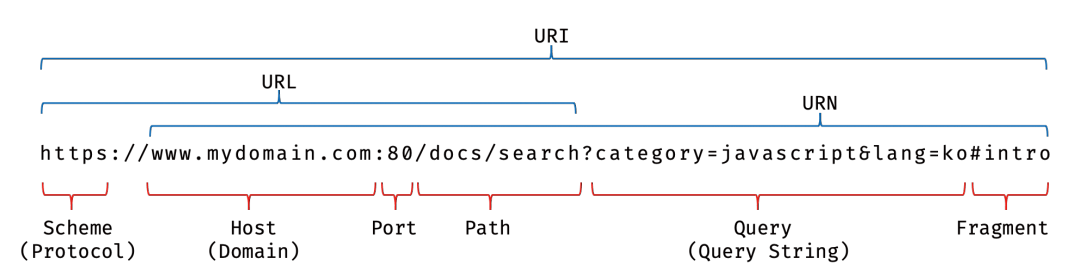 URI
URL
URN
https://www.mydomain.com:80/docs/search?category=javascript&lang=ko#intro
Scheme Host Port Path Query Fragment
(Protocol) (Domain) (Query String)